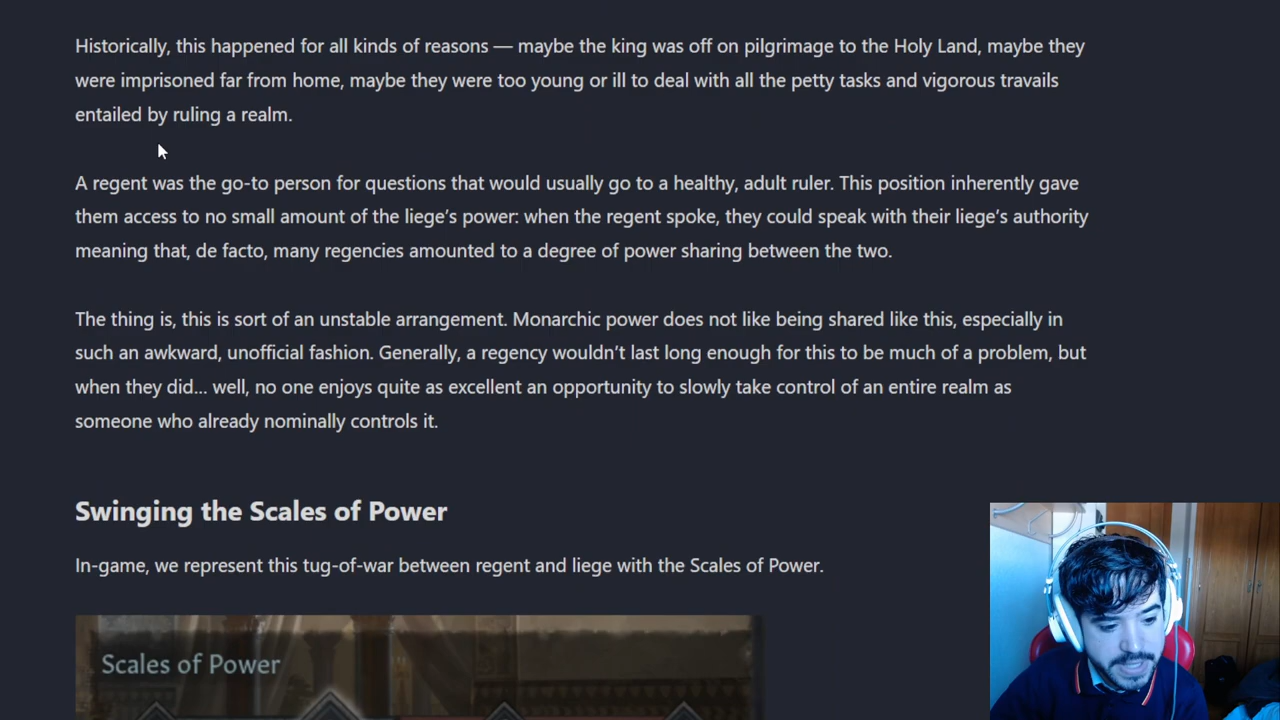 Historically, this happened for all kinds of reasons — maybe the king was off on pilgrimage to the Holy Land, maybe they
were imprisoned far from home, maybe they were too young or ill to deal with all the petty tasks and vigorous travails
entailed by ruling a realm.
A regent was the go-to person for questions that would usually go to a healthy, adult ruler. This position inherently gave
them access to no small amount of the liege’s power: when the regent spoke, they could speak with their liege’s authority
meaning that, de facto, many regencies amounted to a degree of power sharing between the two.
The thing is, this is sort of an unstable arrangement. Monarchic power does not like being shared like this, especially in
such an awkward, unofficial fashion. Generally, a regency wouldn’t last long enough for this to be much of a problem, but
when they did... well, no one enjoys quite as excellent an opportunity to slowly take control of an entire realm as
someone who already nominally controls it.
Swinging the Scales of Power
In-game, we represent this tug-of-war between regent and liege with the Scales of Power.
Scales of Power